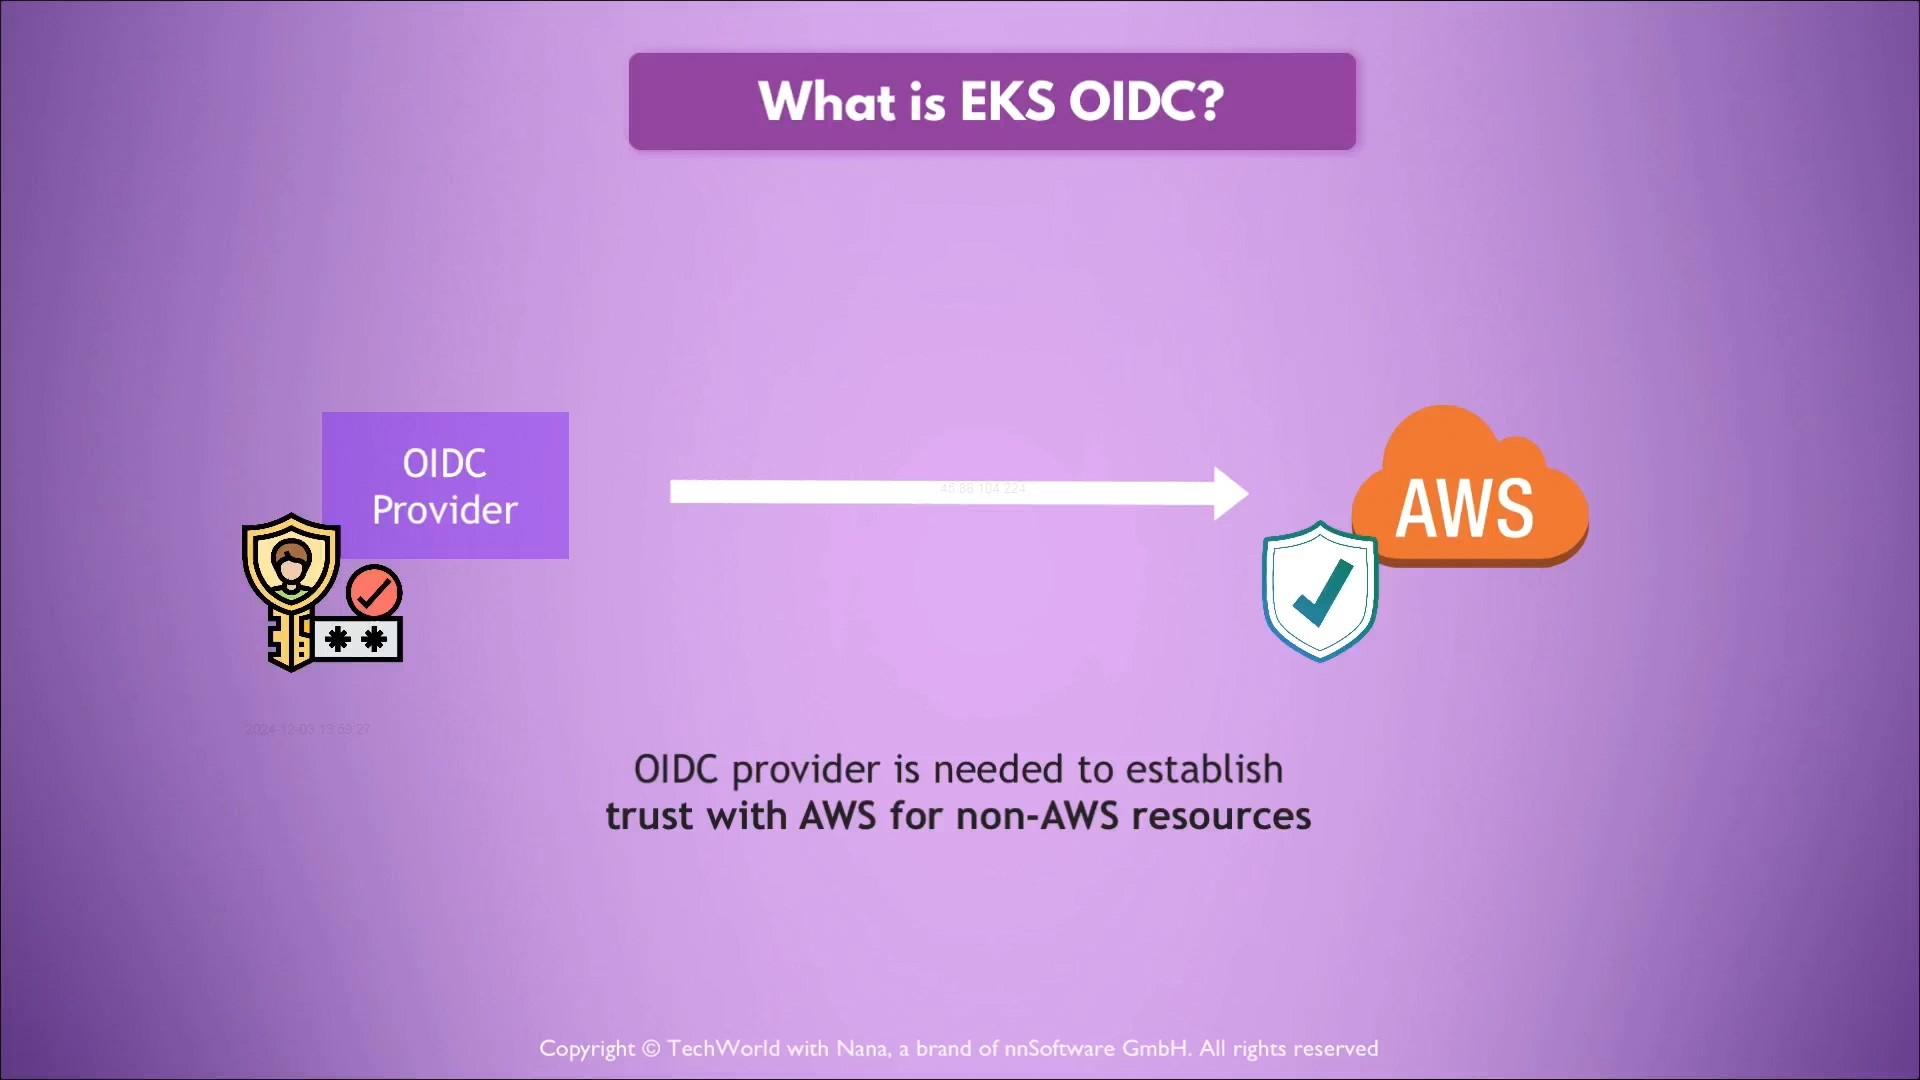 What is EKS OIDC?
OIDC
Provider
AWS
45.88.104.224
2024-12-03 13:59:27
OIDC provider is needed to establish
trust with AWS for non-AWS resources
Copyright © TechWorld with Nana, a brand of nnSoftware GmbH. All rights reserved